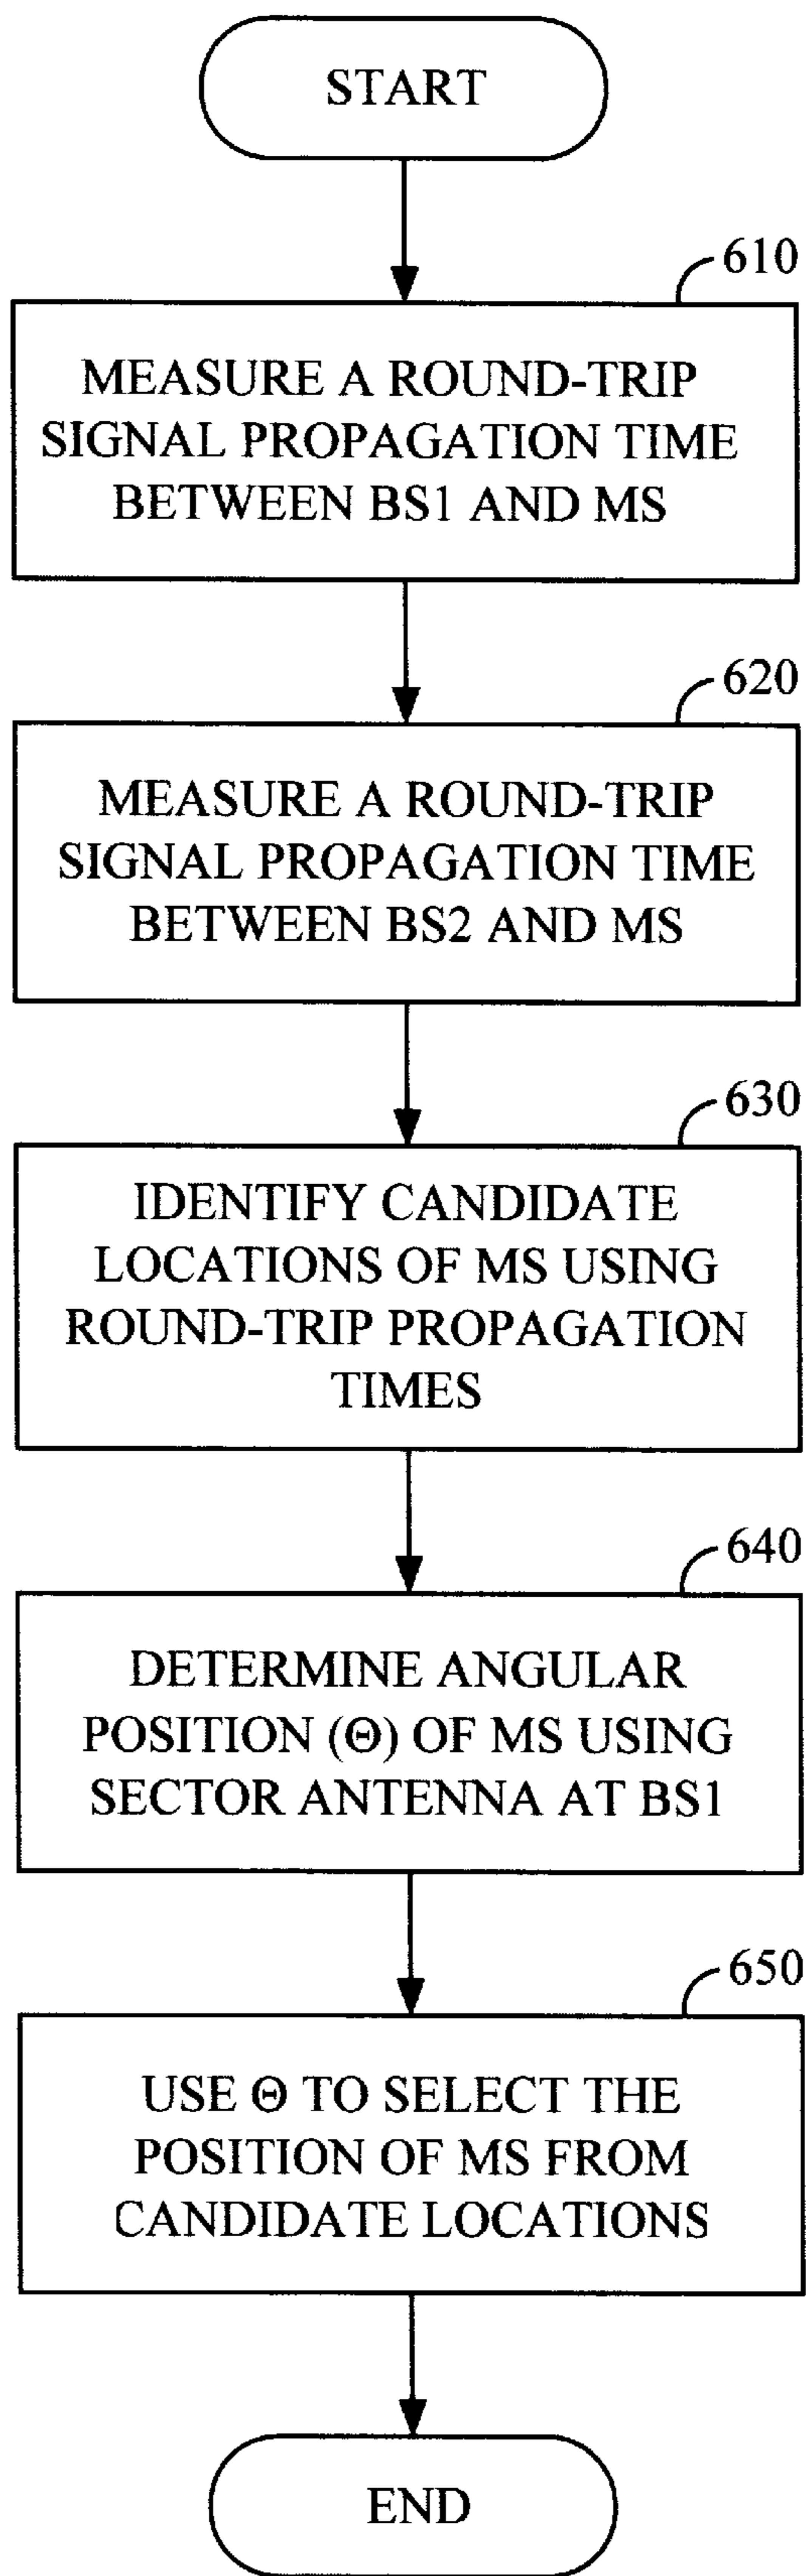 START
610
MEASURE A ROUND-TRIP
SIGNAL PROPAGATION TIME
BETWEEN BS1 AND MS
620
MEASURE A ROUND-TRIP
SIGNAL PROPAGATION TIME
BETWEEN BS2 AND MS
630
IDENTIFY CANDIDATE
LOCATIONS OF MS USING
ROUND-TRIP PROPAGATION
TIMES
640
DETERMINE ANGULAR
POSITION (Θ) OF MS USING
SECTOR ANTENNA AT BS1
650
USE Θ TO SELECT THE
POSITION OF MS FROM
CANDIDATE LOCATIONS
END